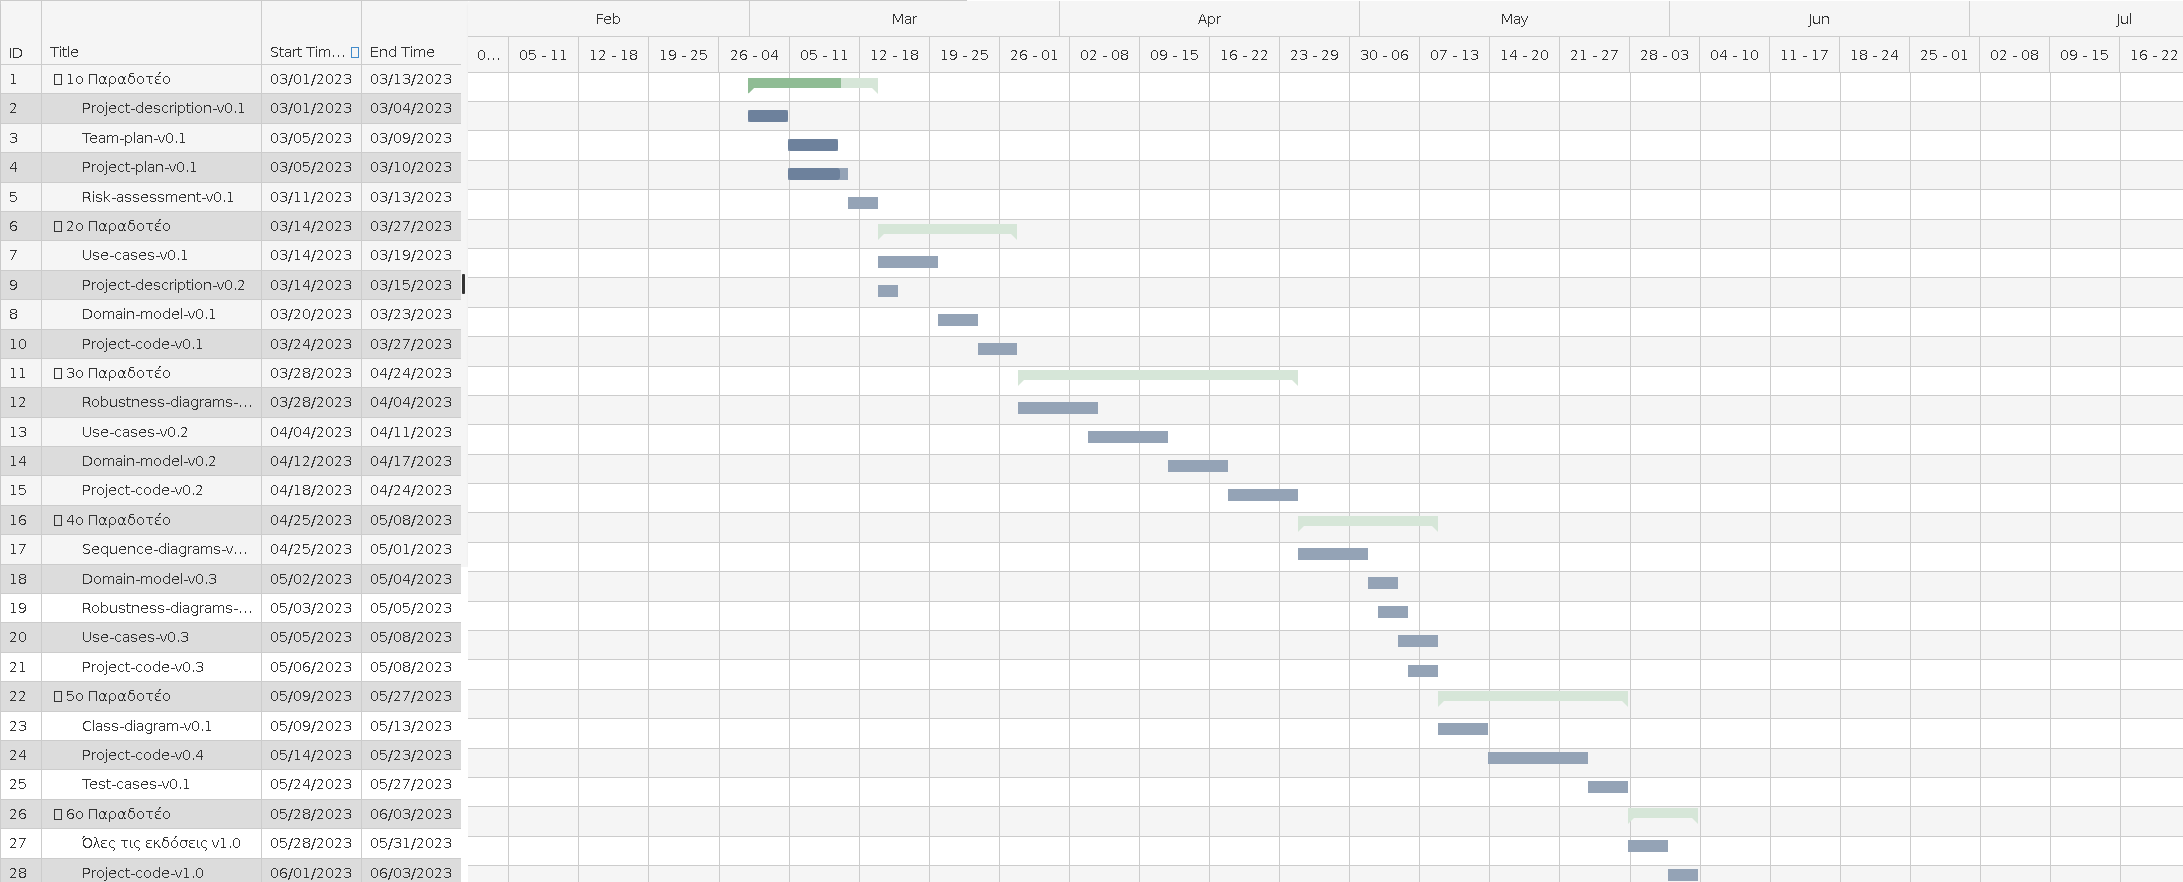 Feb Mar Apr May Jun Jul
ID Title Start Tim... End Time 0... 05 - 11 12 - 18 19 - 25 26 - 04 05 - 11 12 - 18 19 - 25 26 - 01 02 - 08 09 - 15 16 - 22 23 - 29 30 - 06 07 - 13 14 - 20 21 - 27 28 - 03 04 - 10 11 - 17 18 - 24 25 - 01 02 - 08 09 - 15 16 - 22
1 1ο Παραδοτέο 03/01/2023 03/13/2023
2 Project-description-v0.1 03/01/2023 03/04/2023
3 Team-plan-v0.1 03/05/2023 03/09/2023
4 Project-plan-v0.1 03/05/2023 03/10/2023
5 Risk-assessment-v0.1 03/11/2023 03/13/2023
6 2ο Παραδοτέο 03/14/2023 03/27/2023
7 Use-cases-v0.1 03/14/2023 03/19/2023
9 Project-description-v0.2 03/14/2023 03/15/2023
8 Domain-model-v0.1 03/20/2023 03/23/2023
10 Project-code-v0.1 03/24/2023 03/27/2023
11 3ο Παραδοτέο 03/28/2023 04/24/2023
12 Robustness-diagrams-... 03/28/2023 04/04/2023
13 Use-cases-v0.2 04/04/2023 04/11/2023
14 Domain-model-v0.2 04/12/2023 04/17/2023
15 Project-code-v0.2 04/18/2023 04/24/2023
16 4ο Παραδοτέο 04/25/2023 05/08/2023
17 Sequence-diagrams-v... 04/25/2023 05/01/2023
18 Domain-model-v0.3 05/02/2023 05/04/2023
19 Robustness-diagrams-... 05/03/2023 05/05/2023
20 Use-cases-v0.3 05/05/2023 05/08/2023
21 Project-code-v0.3 05/06/2023 05/08/2023
22 5ο Παραδοτέο 05/09/2023 05/27/2023
23 Class-diagram-v0.1 05/09/2023 05/13/2023
24 Project-code-v0.4 05/14/2023 05/23/2023
25 Test-cases-v0.1 05/24/2023 05/27/2023
26 6ο Παραδοτέο 05/28/2023 06/03/2023
27 Όλες τις εκδόσεις v1.0 05/28/2023 05/31/2023
28 Project-code-v1.0 06/01/2023 06/03/2023